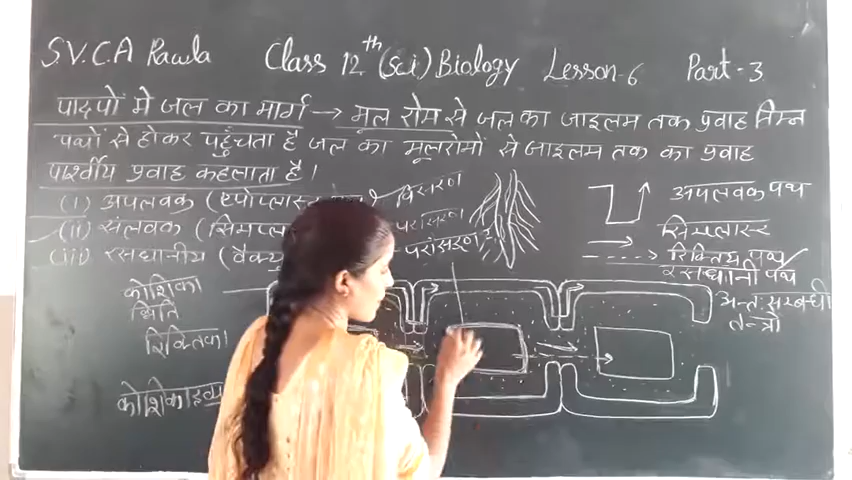 S.V.C.A Rawla Class 12th (sci) Biology Lesson-6 Part-3
पादपों में जल का मार्ग → मूल रोम से जल का जाइलम तक प्रवाह निम्न
पथों से होकर पहुंचता है जल का मूलरोमों से जाइलम तक का प्रवाह
पार्श्वीय प्रवाह कहलाता है।
(i) अपलवक (एपोप्लास्ट विसरण
(ii) संलवक (सिमप्ला परासरण
(iii) रसधानीय (वैक्यु परासरण
अपलवक पथ
सिमप्लास्ट
रिक्तिय पथ/
रसधानी पथ
कोशिका
भित्ति
रिक्तिका
कोशिकाद्रव्य
अन्तःसम्बन्धी
तन्त्रो